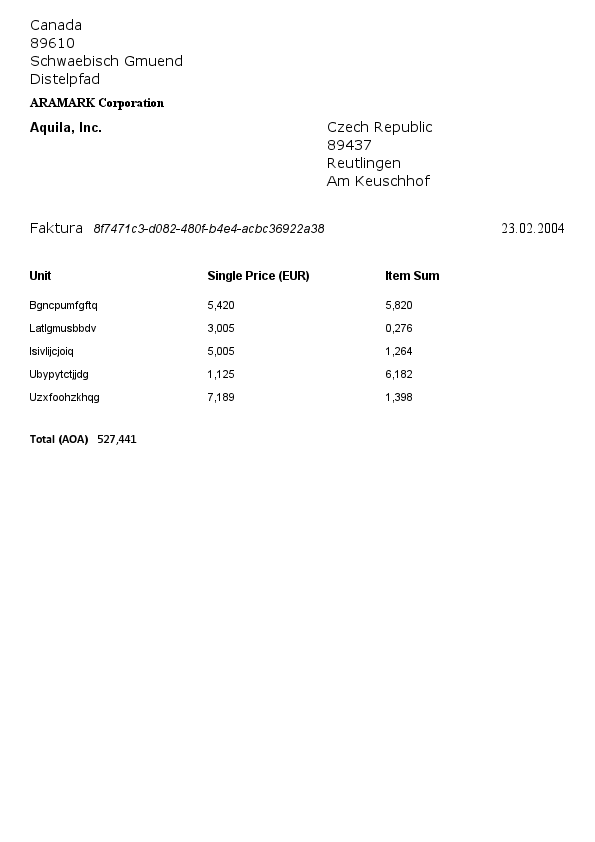 Canada
89610
Schwaebisch Gmuend
Distelpfad
ARAMARK Corporation
Aquila, Inc.
Czech Republic
89437
Reutlingen
Am Keuschhof
Faktura 8f7471c3-d082-480f-b4e4-acbc36922a38 23.02.2004
Unit Single Price (EUR) Item Sum
Bgncpumfgftq 5,420 5,820
Latlgmusbbdv 3,005 0,276
Isivlijcjoiq 5,005 1,264
Ubypytctjjdg 1,125 6,182
Uzxfoohzkhqg 7,189 1,398
Total (AOA) 527,441